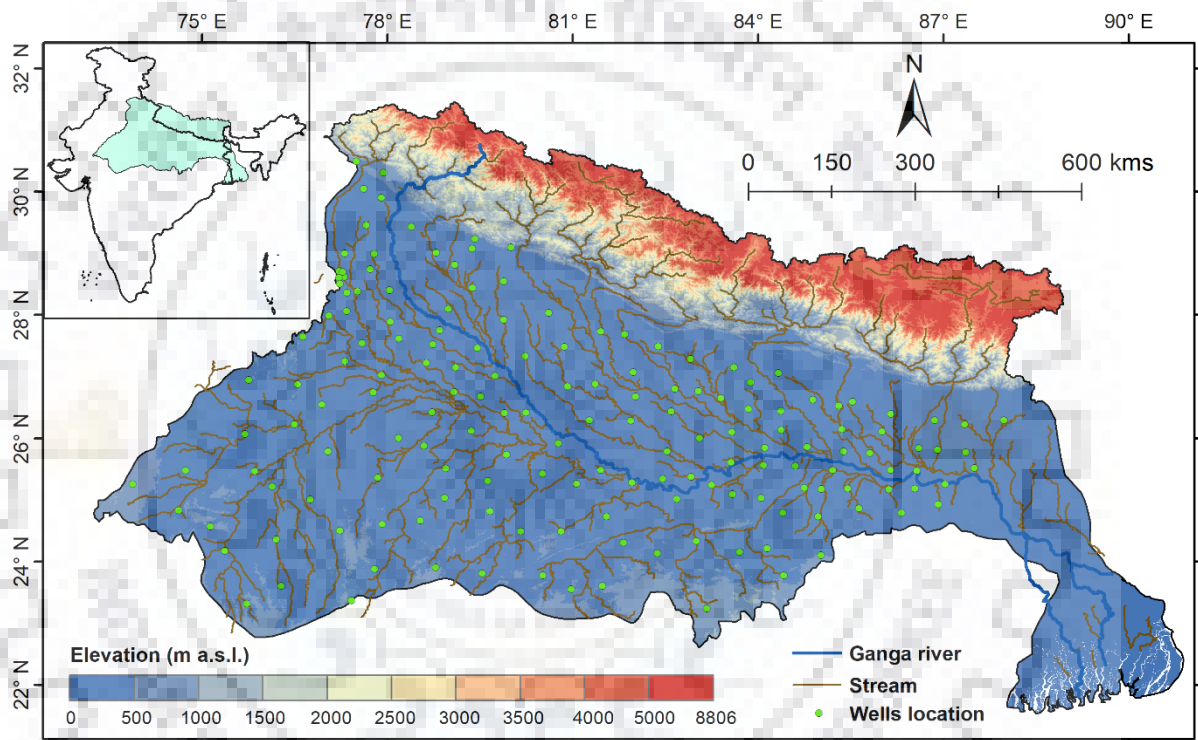 75° E 78° E 81° E 84° E 87° E 90° E
32° N
30° N
28° N
26° N
24° N
22° N
N
0 150 300 600 kms
Elevation (m a.s.l.)
0 500 1000 1500 2000 2500 3000 3500 4000 5000 8806
Ganga river
Stream
Wells location